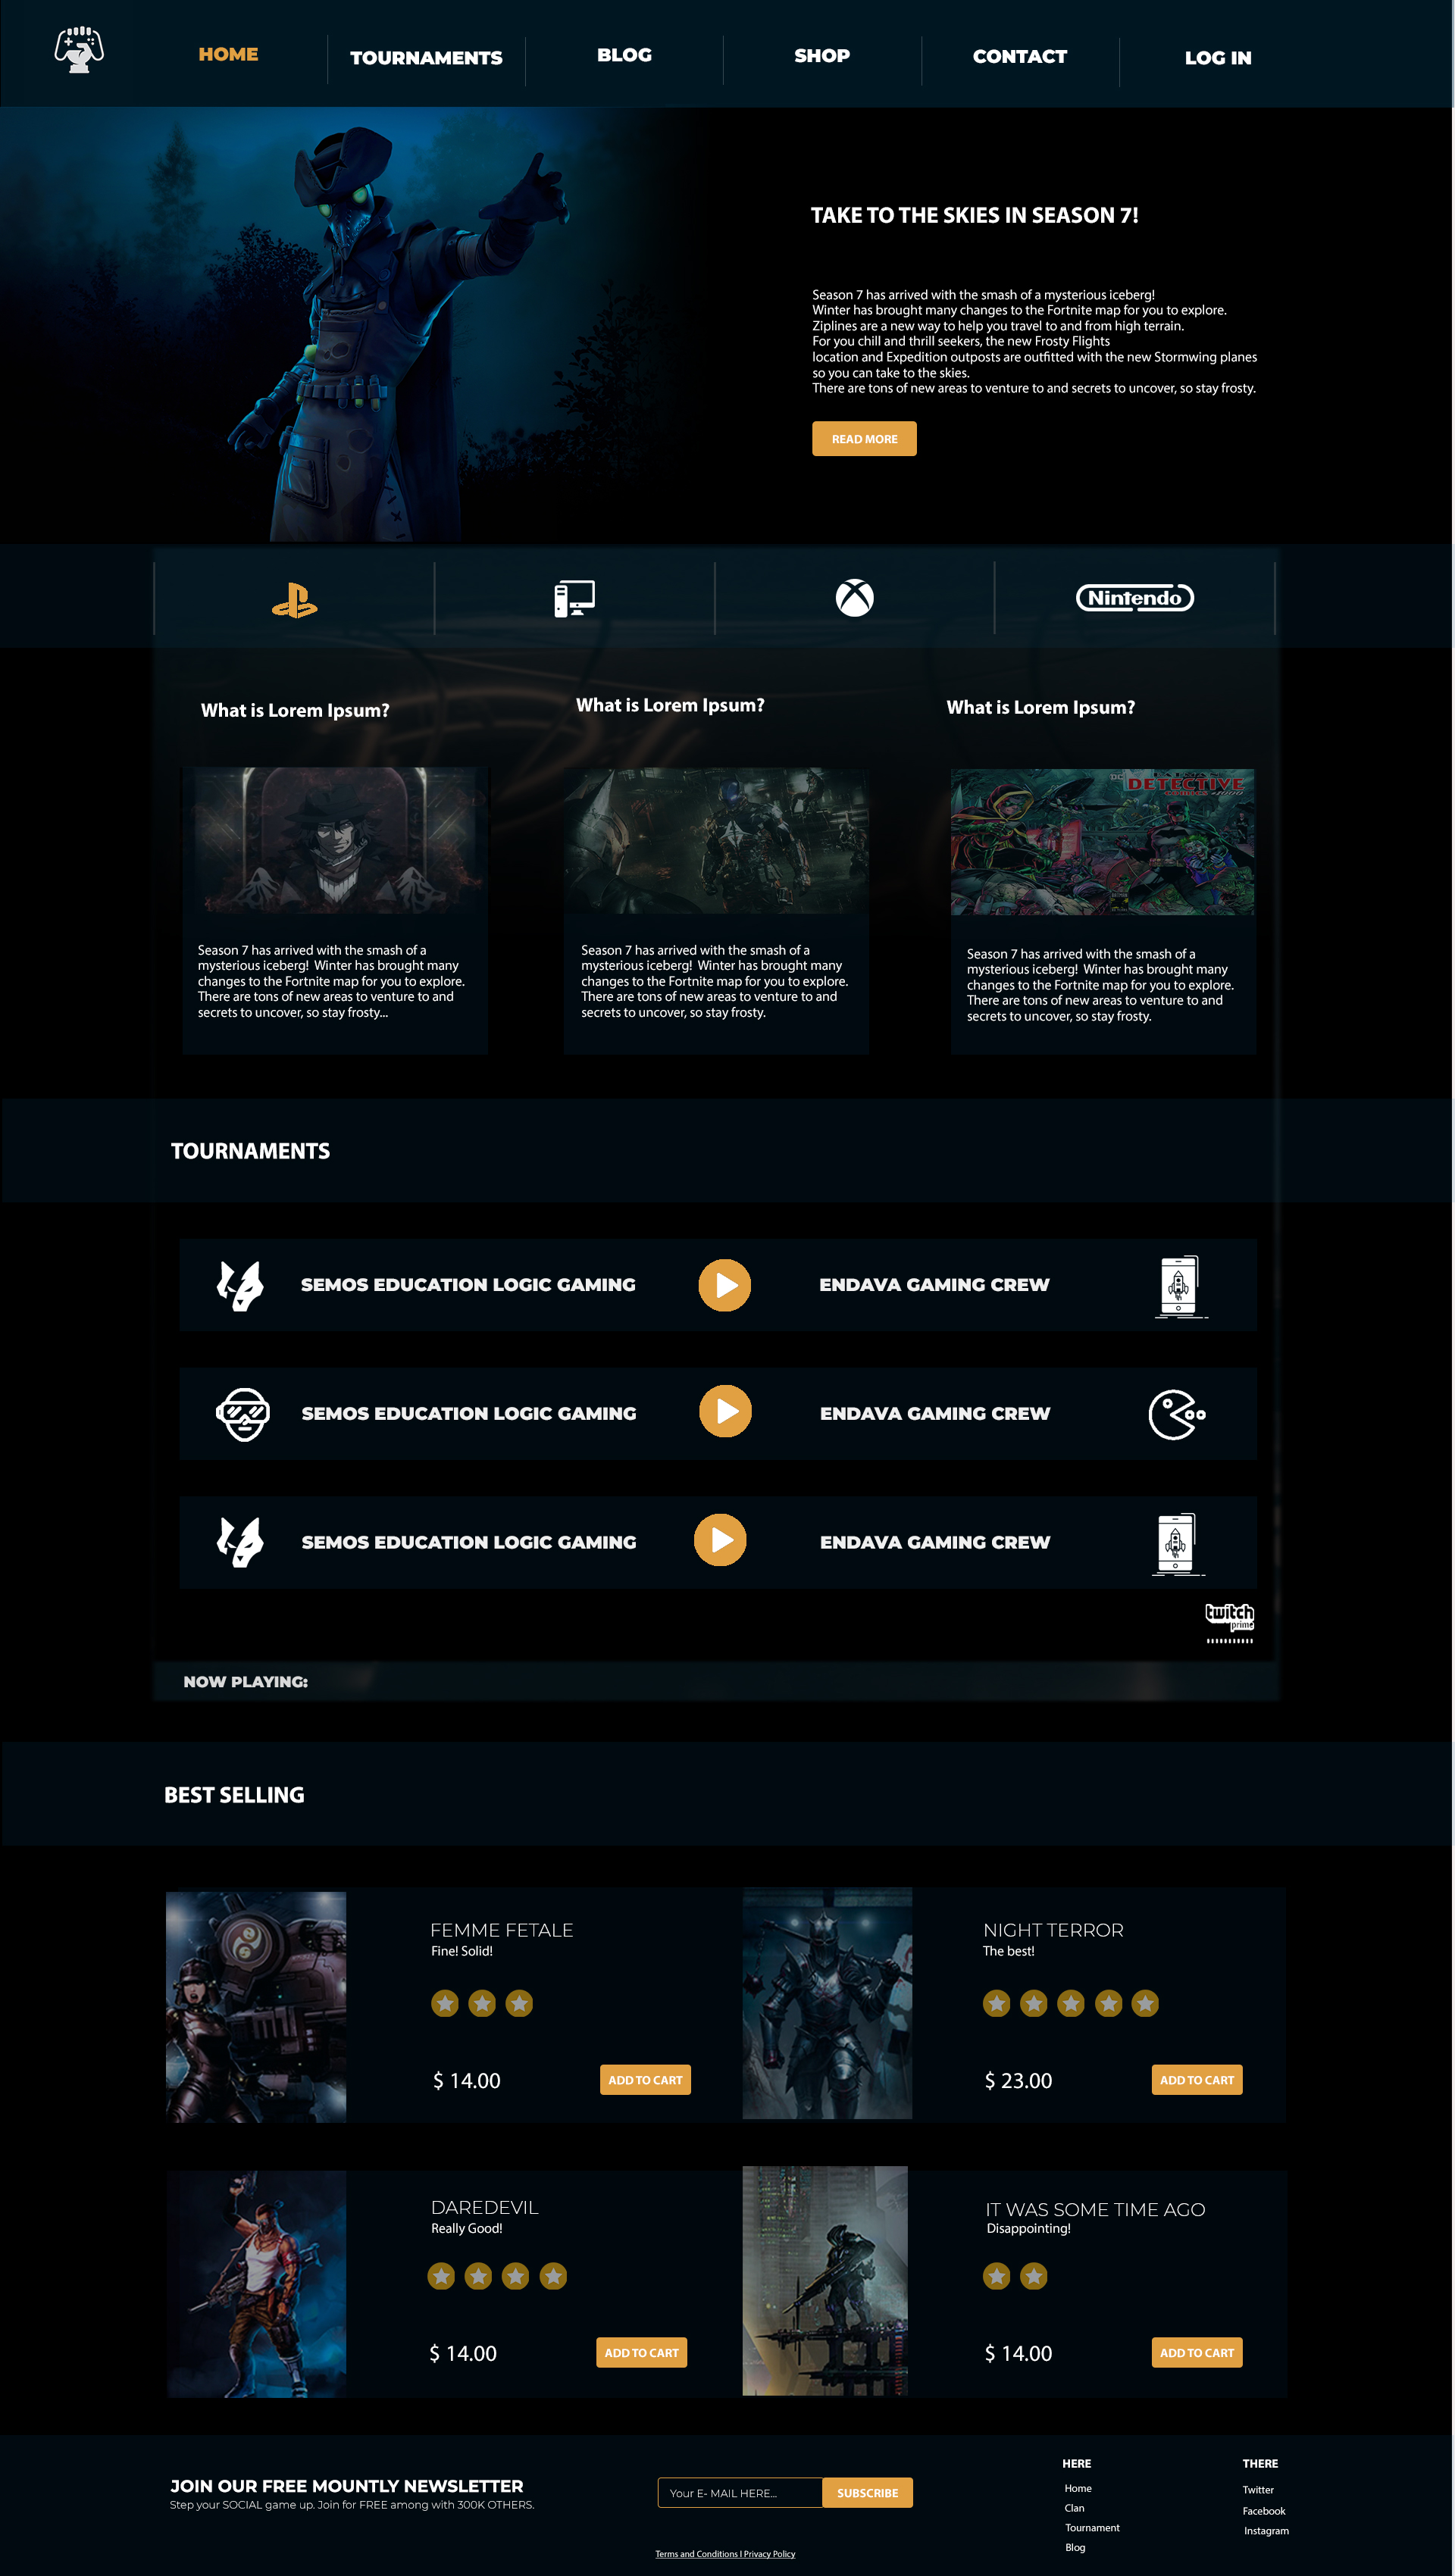 HOME
TOURNAMENTS
BLOG
SHOP
CONTACT
LOG IN
TAKE TO THE SKIES IN SEASON 7!
Season 7 has arrived with the smash of a mysterious iceberg!
Winter has brought many changes to the Fortnite map for you to explore.
Ziplines are a new way to help you travel to and from high terrain.
For you chill and thrill seekers, the new Frosty Flights
location and Expedition outposts are outfitted with the new Stormwing planes
so you can take to the skies.
There are tons of new areas to venture to and secrets to uncover, so stay frosty.
READ MORE
Nintendo
What is Lorem Ipsum?
What is Lorem Ipsum?
What is Lorem Ipsum?
DC
DETECTIVE
Season 7 has arrived with the smash of a
mysterious iceberg! Winter has brought many
changes to the Fortnite map for you to explore.
There are tons of new areas to venture to and
secrets to uncover, so stay frosty...
Season 7 has arrived with the smash of a
mysterious iceberg! Winter has brought many
changes to the Fortnite map for you to explore.
There are tons of new areas to venture to and
secrets to uncover, so stay frosty.
Season 7 has arrived with the smash of a
mysterious iceberg! Winter has brought many
changes to the Fortnite map for you to explore.
There are tons of new areas to venture to and
secrets to uncover, so stay frosty.
TOURNAMENTS
SEMOS EDUCATION LOGIC GAMING
ENDAVA GAMING CREW
SEMOS EDUCATION LOGIC GAMING
ENDAVA GAMING CREW
SEMOS EDUCATION LOGIC GAMING
ENDAVA GAMING CREW
twitch
prime
NOW PLAYING:
BEST SELLING
FEMME FETALE
Fine! Solid!
$ 14.00
ADD TO CART
NIGHT TERROR
The best!
$ 23.00
ADD TO CART
DAREDEVIL
Really Good!
$ 14.00
ADD TO CART
IT WAS SOME TIME AGO
Disappointing!
$ 14.00
ADD TO CART
JOIN OUR FREE MOUNTLY NEWSLETTER
Step your SOCIAL game up. Join for FREE among with 300K OTHERS.
Your E- MAIL HERE...
SUBSCRIBE
HERE
Home
Clan
Tournament
Blog
THERE
Twitter
Facebook
Instagram
Terms and Conditions I Privacy Policy